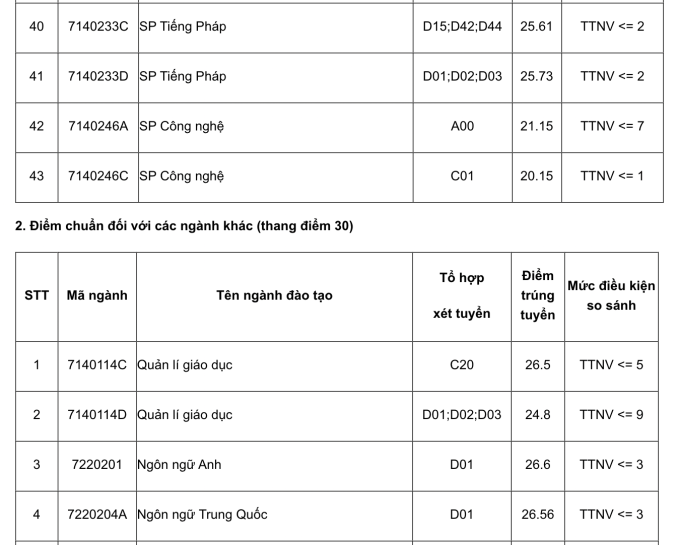 40 7140233C SP Tiếng Pháp D15;D42;D44 25.61 TTNV <= 2
41 7140233D SP Tiếng Pháp D01;D02;D03 25.73 TTNV <= 2
42 7140246A SP Công nghệ A00 21.15 TTNV <= 7
43 7140246C SP Công nghệ C01 20.15 TTNV <= 1
2. Điểm chuẩn đối với các ngành khác (thang điểm 30)
STT Mã ngành Tên ngành đào tạo Tổ hợp xét tuyển Điểm trúng tuyển Mức điều kiện so sánh
1 7140114C Quản lí giáo dục C20 26.5 TTNV <= 5
2 7140114D Quản lí giáo dục D01;D02;D03 24.8 TTNV <= 9
3 7220201 Ngôn ngữ Anh D01 26.6 TTNV <= 3
4 7220204A Ngôn ngữ Trung Quốc D01 26.56 TTNV <= 3